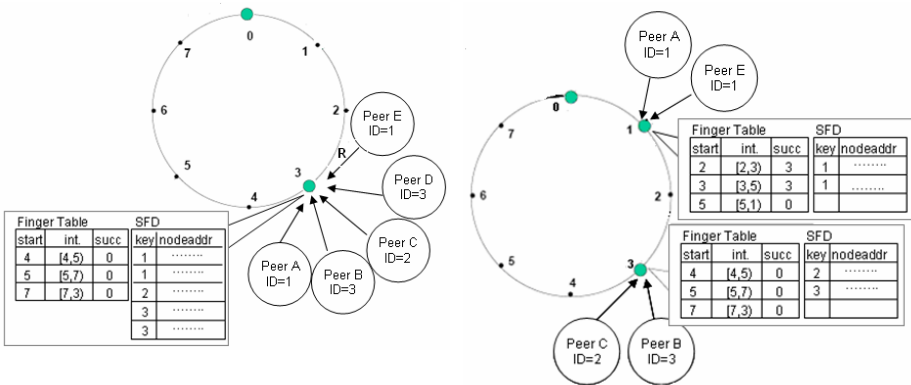 0
1
2
3
4
5
6
7
R
Peer E
ID=1
Peer D
ID=3
Peer C
ID=2
Peer B
ID=3
Peer A
ID=1
Finger Table SFD
start int. succ key nodeaddr
4 [4,5) 0 1 ........
5 [5,7) 0 1 ........
7 [7,3) 0 2 ........
3 ........
3 ........
Peer A
ID=1
Peer E
ID=1
0
1
2
3
4
5
6
7
Finger Table SFD
start int. succ key nodeaddr
2 [2,3) 3 1 ........
3 [3,5) 3 1 ........
5 [5,1) 0
Finger Table SFD
start int. succ key nodeaddr
4 [4,5) 0 2 ........
5 [5,7) 0 3 ........
7 [7,3) 0
Peer C
ID=2
Peer B
ID=3